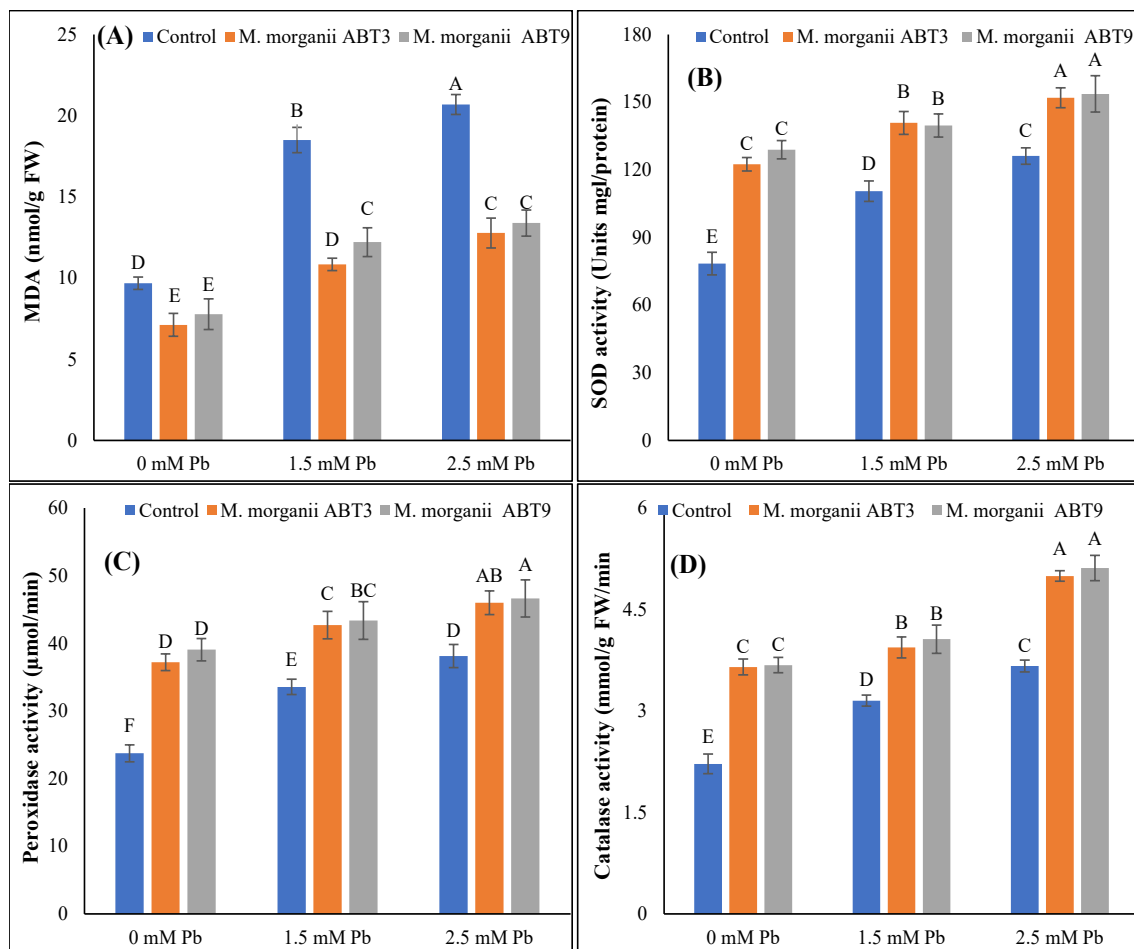 (A)
Control M. morganii ABT3 M. morganii ABT9
MDA (nmol/g FW)
25
20
15
10
5
0
D
E
E
B
D
C
A
C
C
0 mM Pb 1.5 mM Pb 2.5 mM Pb
Control M. morganii ABT3 M. morganii ABT9
(B)
SOD activity (Units mgl/protein)
180
150
120
90
60
30
0
E
C
C
D
B
B
C
A
A
0 mM Pb 1.5 mM Pb 2.5 mM Pb
Control M. morganii ABT3 M. morganii ABT9
(C)
Peroxidase activity (µmol/min)
60
50
40
30
20
10
0
F
D
D
E
C
BC
D
AB
A
0 mM Pb 1.5 mM Pb 2.5 mM Pb
Control M. morganii ABT3 M. morganii ABT9
(D)
Catalase activity (mmol/g FW/min
6
4.5
3
1.5
0
E
C
C
D
B
B
C
A
A
0 mM Pb 1.5 mM Pb 2.5 mM Pb